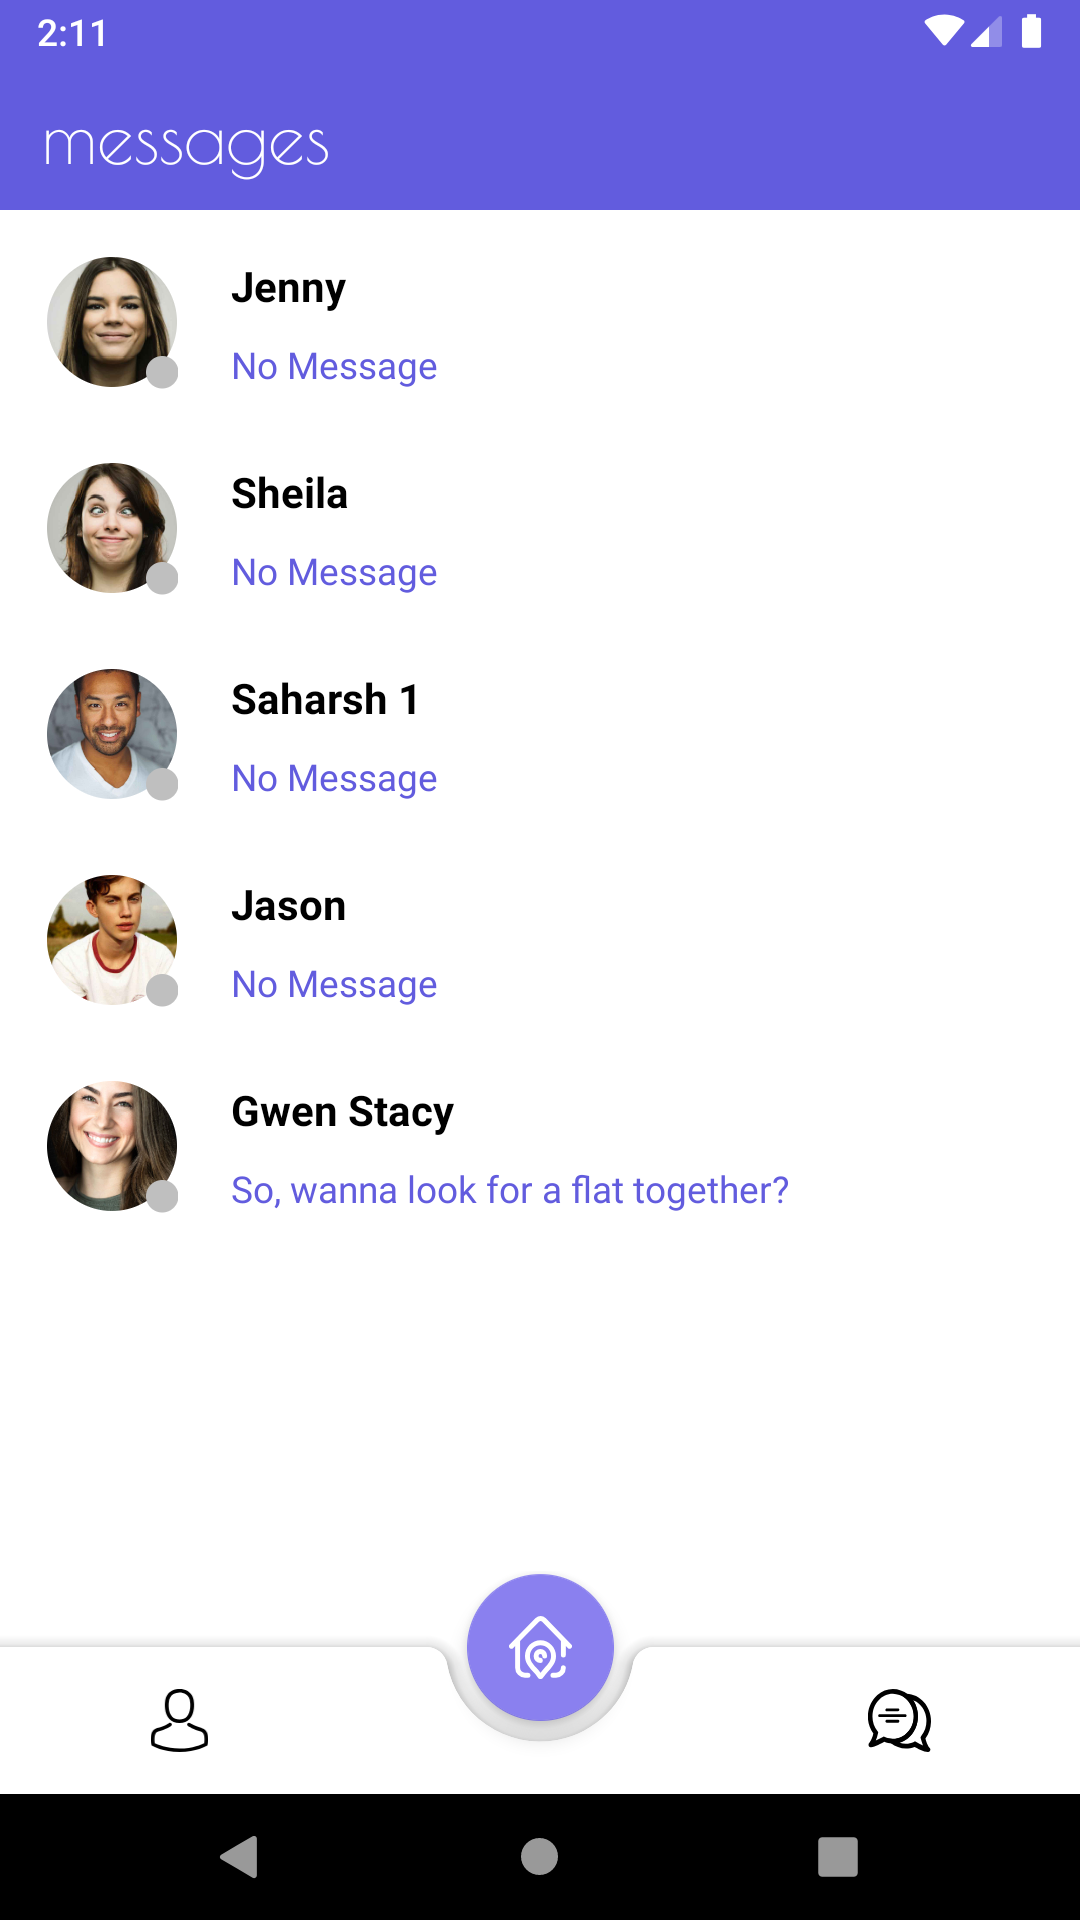 2:11
messages
Jenny
No Message
Sheila
No Message
Saharsh 1
No Message
Jason
No Message
Gwen Stacy
So, wanna look for a flat together?